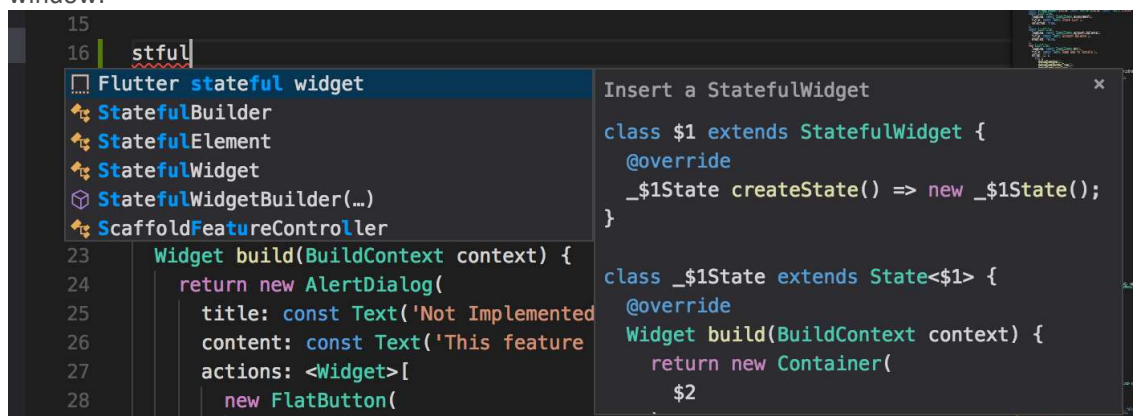 window.
15
16 stful
Flutter stateful widget
StatefulBuilder
StatefulElement
StatefulWidget
StatefulWidgetBuilder(…)
ScaffoldFeatureController
23 Widget build(BuildContext context) {
24 return new AlertDialog(
25 title: const Text('Not Implemented
26 content: const Text('This feature
27 actions: <Widget>[
28 new FlatButton(
Insert a StatefulWidget ×
class $1 extends StatefulWidget {
@override
_$1State createState() => new _$1State();
}
class _$1State extends State<$1> {
@override
Widget build(BuildContext context) {
return new Container(
$2